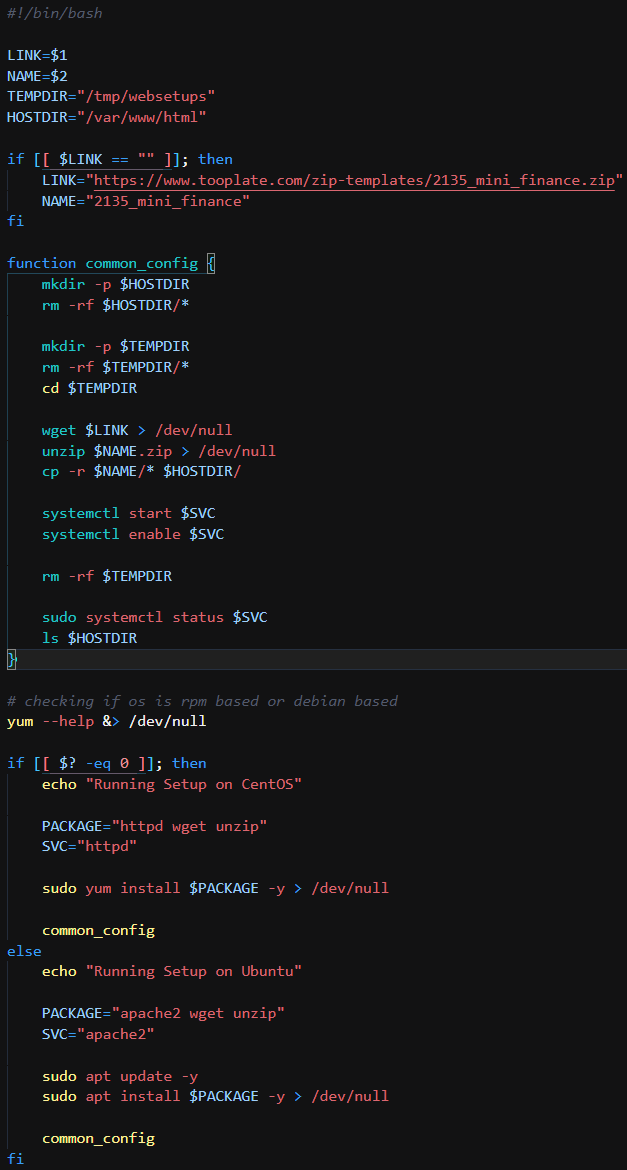 #!/bin/bash
LINK=$1
NAME=$2
TEMPDIR="/tmp/websetups"
HOSTDIR="/var/www/html"
if [[ $LINK == "" ]]; then
LINK="https://www.tooplate.com/zip-templates/2135_mini_finance.zip"
NAME="2135_mini_finance"
fi
function common_config {
mkdir -p $HOSTDIR
rm -rf $HOSTDIR/*
mkdir -p $TEMPDIR
rm -rf $TEMPDIR/*
cd $TEMPDIR
wget $LINK > /dev/null
unzip $NAME.zip > /dev/null
cp -r $NAME/* $HOSTDIR/
systemctl start $SVC
systemctl enable $SVC
rm -rf $TEMPDIR
sudo systemctl status $SVC
ls $HOSTDIR
}
# checking if os is rpm based or debian based
yum --help &> /dev/null
if [[ $? -eq 0 ]]; then
echo "Running Setup on CentOS"
PACKAGE="httpd wget unzip"
SVC="httpd"
sudo yum install $PACKAGE -y > /dev/null
common_config
else
echo "Running Setup on Ubuntu"
PACKAGE="apache2 wget unzip"
SVC="apache2"
sudo apt update -y
sudo apt install $PACKAGE -y > /dev/null
common_config
fi